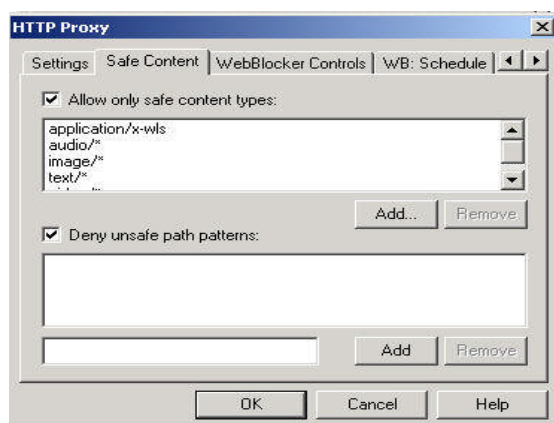 HTTP Proxy
Settings Safe Content WebBlocker Controls WB: Schedule
Allow only safe content types:
application/x-wls
audio/*
image/*
text/*
Add... Remove
Deny unsafe path patterns:
Add Remove
OK Cancel Help